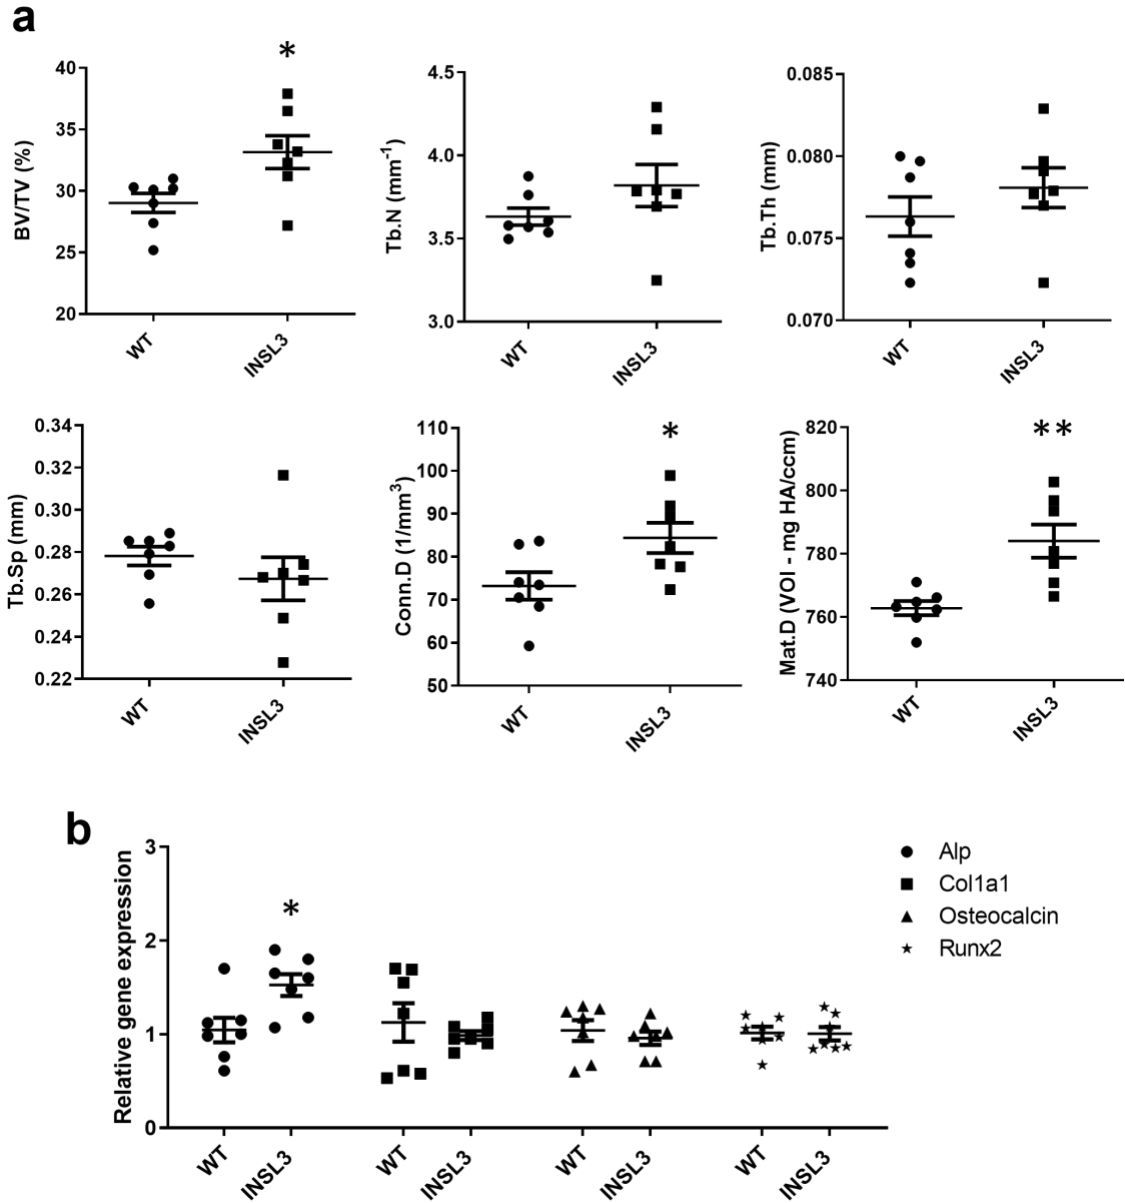 a
*
BV/TV (%)
40
35
30
25
20
WT
INSL3
Tb.N (mm⁻¹)
4.5
4.0
3.5
3.0
WT
INSL3
Tb.Th (mm)
0.085
0.080
0.075
0.070
WT
INSL3
Tb.Sp (mm)
0.34
0.32
0.30
0.28
0.26
0.24
0.22
WT
INSL3
*
Conn.D (1/mm³)
110
100
90
80
70
60
50
WT
INSL3
**
Mat.D (VOI - mg HA/ccm)
820
800
780
760
740
WT
INSL3
b
Relative gene expression
3
2
1
0
*
WT
INSL3
WT
INSL3
WT
INSL3
WT
INSL3
Alp
Col1a1
Osteocalcin
Runx2